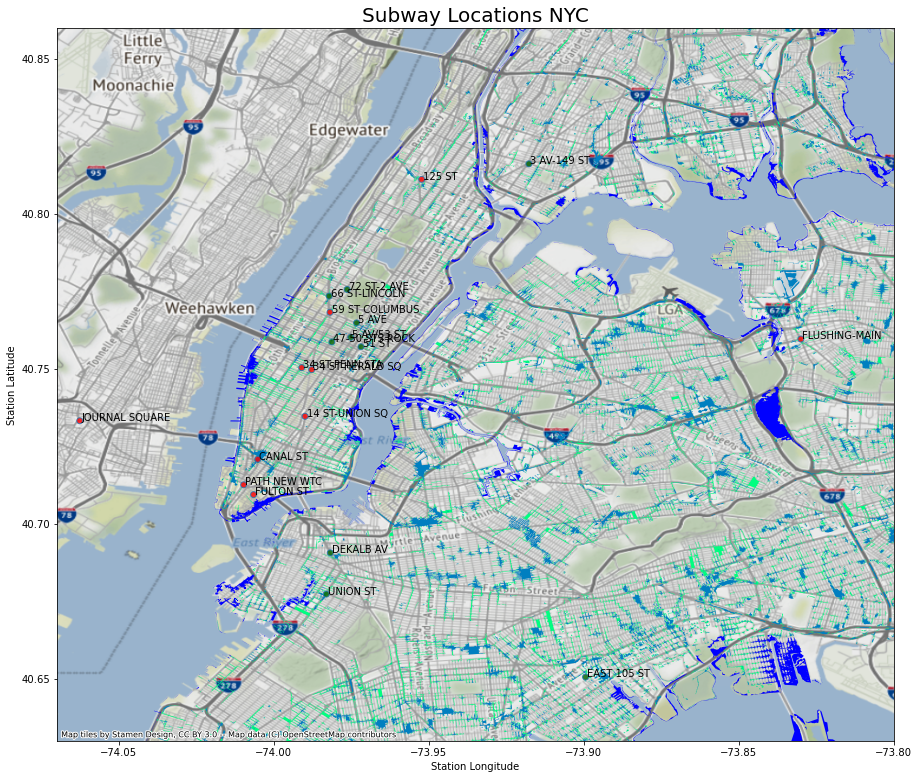 Subway Locations NYC
Little
Ferry
Moonachie
Edgewater
Weehawken
95
95
95
95
895
Broadway
Broadway
125 ST
3 AV-149 ST
72 ST-2 AVE
66 ST-LINCOLN
59 ST COLUMBUS
5 AVE
5 AV/53 ST
51 ST
34 ST-PENN STA
34 ST-HERALD SQ
LGA
678
FLUSHING-MAIN
JOURNAL SQUARE
14 ST-UNION SQ
78
East River
CANAL ST
PATH NEW WTC
FULTON ST
678
78
East River
DEKALB AV
UNION ST
278
278
EAST 105 ST
Map tiles by Stamen Design, CC BY 3.0 -- Map data (C) OpenStreetMap contributors
40.85
40.80
40.75
40.70
40.65
Station Latitude
−74.05
−74.00
−73.95
−73.90
−73.85
−73.80
Station Longitude